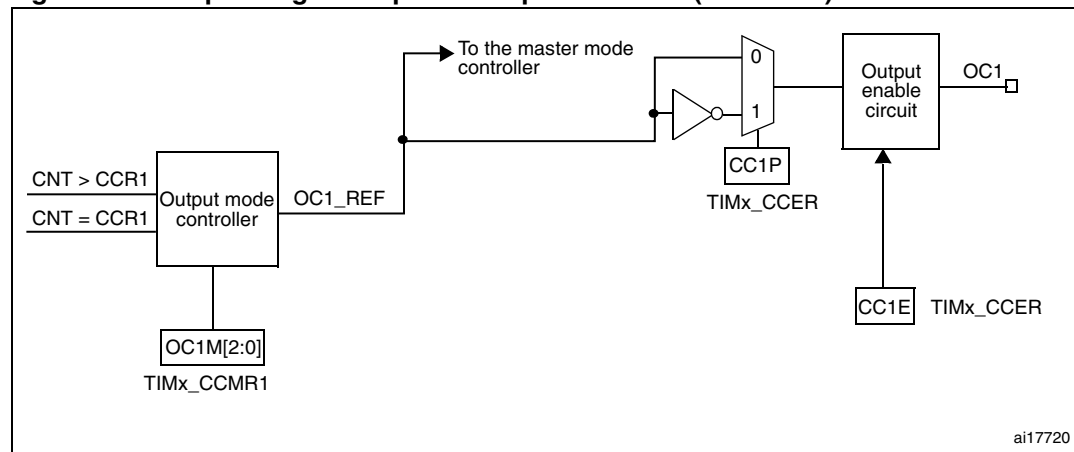 To the master mode
controller
0
1
Output
enable
circuit
OC1
CC1P
TIMx_CCER
CNT > CCR1
CNT = CCR1
Output mode
controller
OC1_REF
CC1E
TIMx_CCER
OC1M[2:0]
TIMx_CCMR1
ai17720